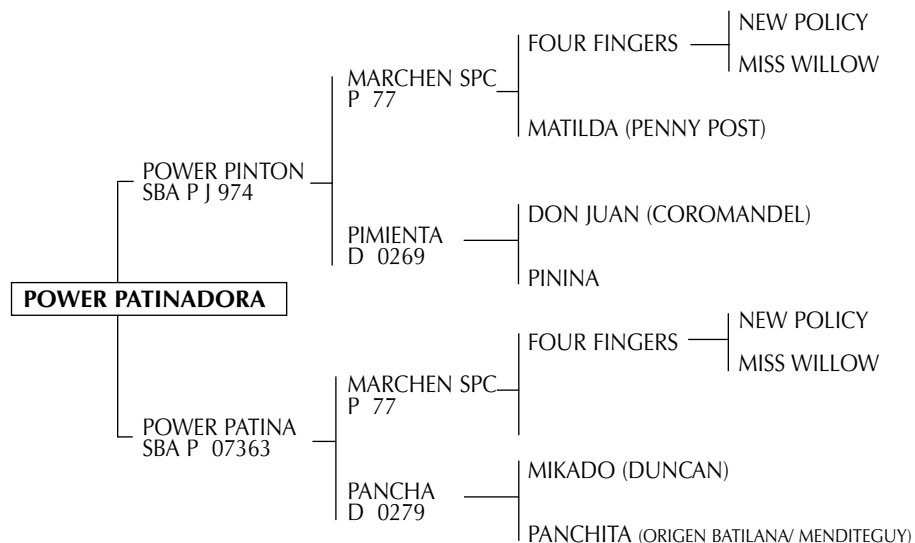 NEW POLICY
FOUR FINGERS
MISS WILLOW
MARCHEN SPC
P 77
MATILDA (PENNY POST)
POWER PINTON
SBA P J 974
DON JUAN (COROMANDEL)
PIMIENTA
D 0269
PININA
POWER PATINADORA
NEW POLICY
FOUR FINGERS
MISS WILLOW
MARCHEN SPC
P 77
POWER PATINA
SBA P 07363
MIKADO (DUNCAN)
PANCHA
D 0279
PANCHITA (ORIGEN BATILANA/ MENDITEGUY)